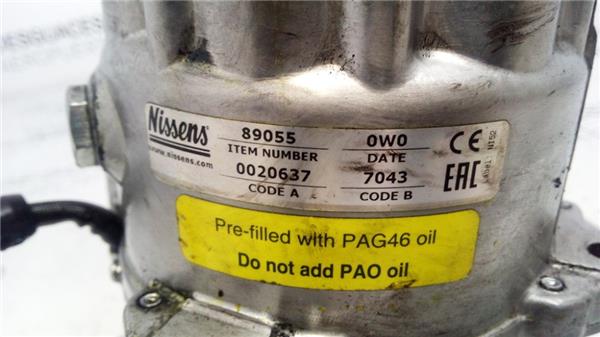 Nissens®
www.nissens.com
89055
ITEM NUMBER
0020637
CODE A
0W0
DATE
7043
CODE B
CE
EAC
Pre-filled with PAG46 oil
Do not add PAO oil